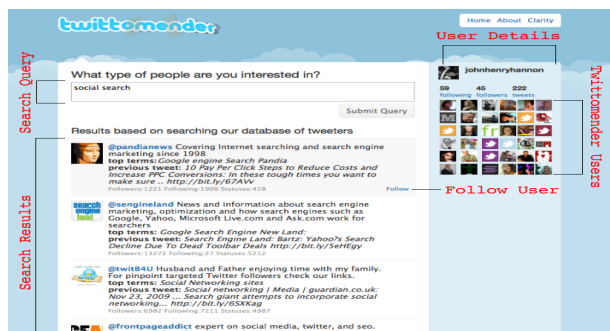 twittomender
Home About Clarity
User Details
johnhenryhannon
59 45 222
following followers tweets
Search Query
What type of people are you interested in?
social search
Submit Query
Twittomender Users
Results based on searching our database of tweeters
@pandianews Covering Internet searching and search engine
marketing since 1998
top terms: Google engine Search Pandia
previous tweet: 10 Pay Per Click Steps to Reduce Costs and
Increase PPC Conversions: In these tough times you want to
make sure .. http://bit.ly/67AVv
Followers:1221 Following:1909 Statuses:428
Follow
Follow User
Search Results
search
engine
land
@sengineland News and information about search engine
marketing, optimization and how search engines such as
Google, Yahoo, Microsoft Live.com and Ask.com work for
searchers
top terms: Google Search Engine New Land:
previous tweet: Search Engine Land: Bartz: Yahoo?s Search
Decline Due To Dead Toolbar Deals http://bit.ly/5eHEgy
Followers:13272 Following:27 Statuses:5212
@twitB4U Husband and Father enjoying time with my family.
For pinpoint targeted Twitter followers check our links.
top terms: Social Networking sites
previous tweet: Social networking | Media | guardian.co.uk:
Nov 23, 2009 ... Search giant attempts to incorporate social
networking... http://bit.ly/6SXKag
Followers:6982 Following:7211 Statuses:4987
@frontpageaddict expert on social media, twitter, and seo.